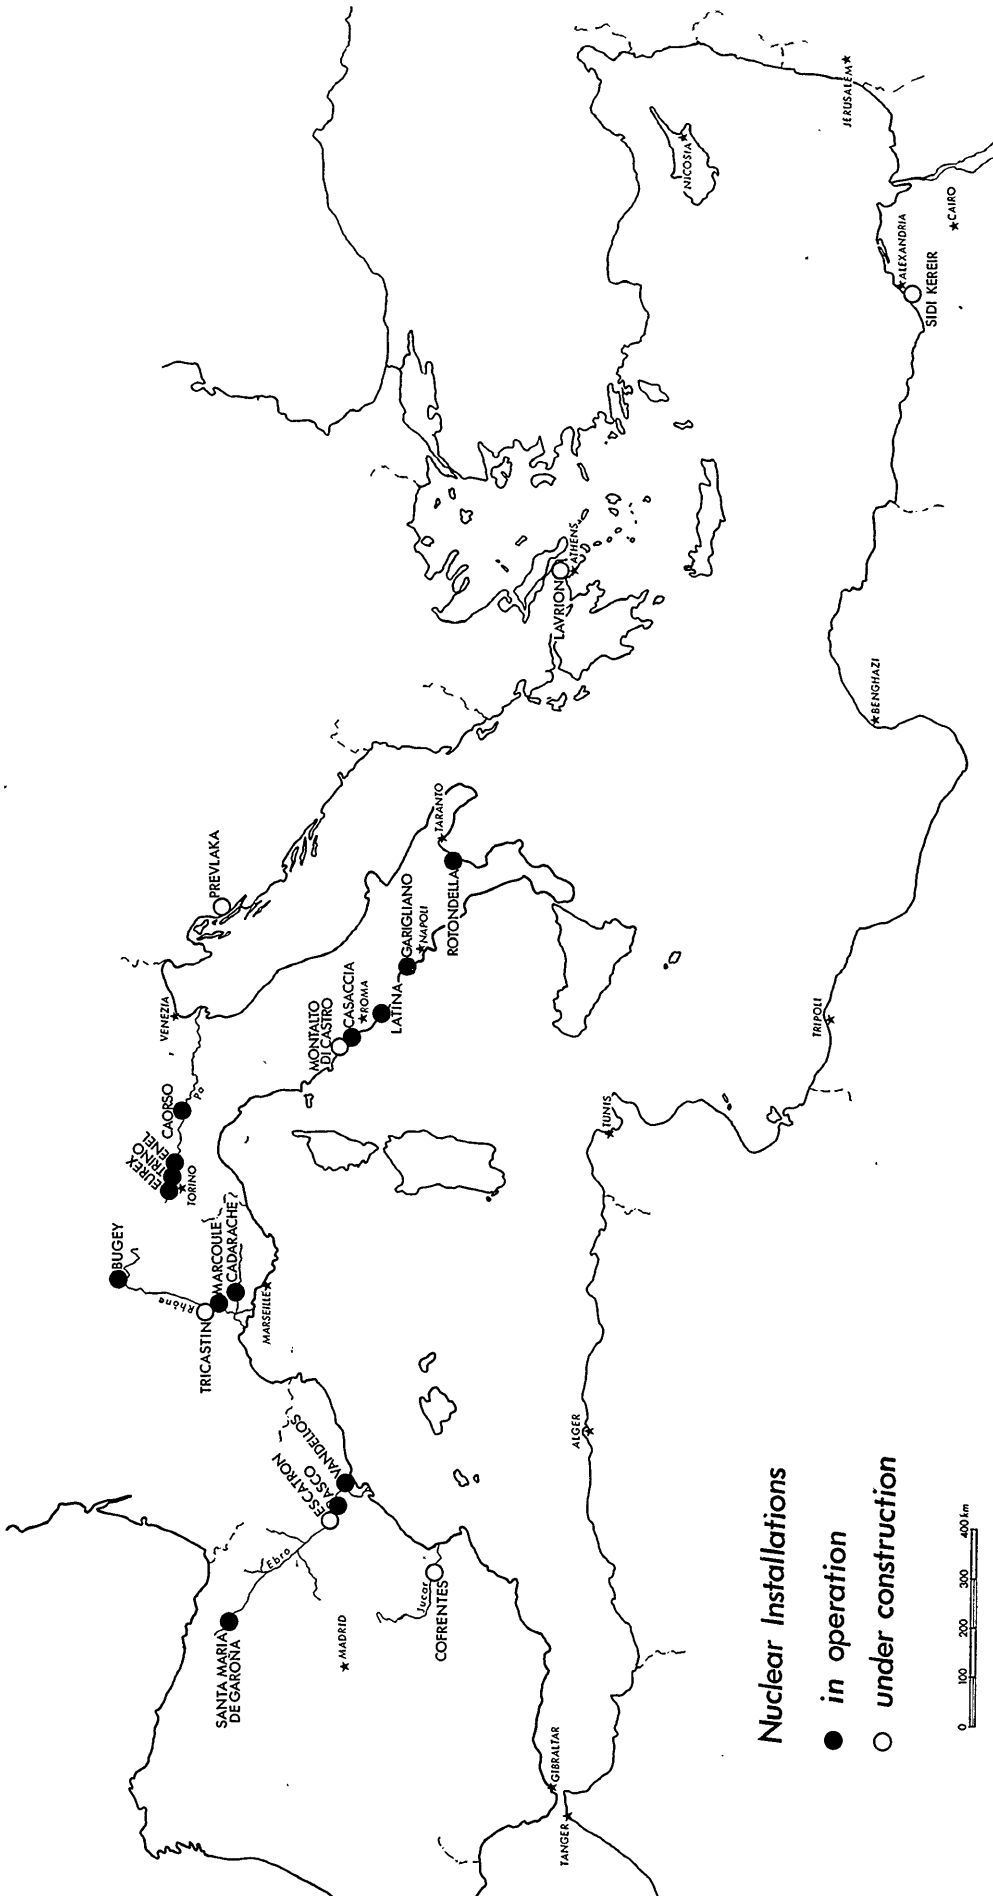 BUGEY
Rhône
TRICASTIN
MARCOULE
CADARACHE
MARSEILLE
EUREX
TRINO
ENEL
TORINO
CAORSO
Po
VENEZIA
PREVLAKA
MONTALTO
DI CASTRO
CASACCIA
ROMA
LATINA
GARIGLIANO
NAPOLI
ROTONDELLA
TARANTO
SANTA MARIA
DE GAROÑA
Ebro
ESCATRON
ASCO
VANDELLOS
MADRID
Jucar
COFRENTES
GIBRALTAR
TANGER
ALGER
TUNIS
TRIPOLI
BENGHAZI
LAVRION
ATHENS
NICOSIA
JERUSALEM
ALEXANDRIA
CAIRO
SIDI KEREIR
Nuclear Installations
in operation
under construction
0 100 200 300 400 km